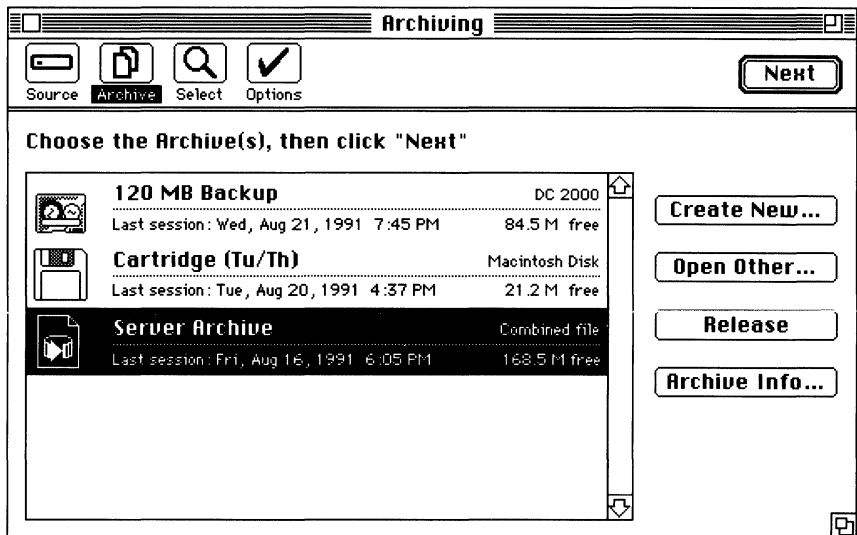 Archiving
Source Archive Select Options
Next
Choose the Archive(s), then click "Next"
120 MB Backup DC 2000
Last session: Wed, Aug 21, 1991 7:45 PM 84.5 M free
Cartridge (Tu/Th) Macintosh Disk
Last session: Tue, Aug 20, 1991 4:37 PM 21.2 M free
Server Archive Combined file
Last session: Fri, Aug 16, 1991 6:05 PM 168.5 M free
Create New...
Open Other...
Release
Archive Info...